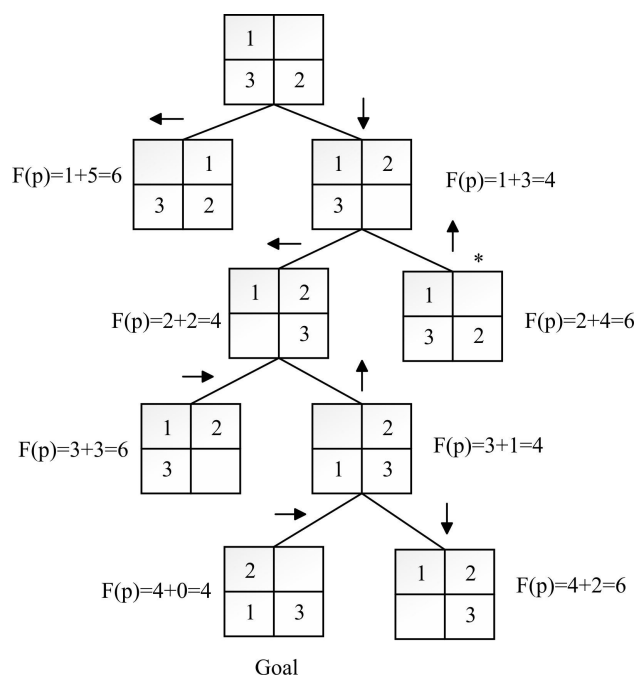 1
3 2
1
3 2
F(p)=1+5=6
1 2
3
F(p)=1+3=4
1 2
3
F(p)=2+2=4
*
1
3 2
F(p)=2+4=6
1 2
3
F(p)=3+3=6
2
1 3
F(p)=3+1=4
2
1 3
F(p)=4+0=4
1 2
3
F(p)=4+2=6
Goal